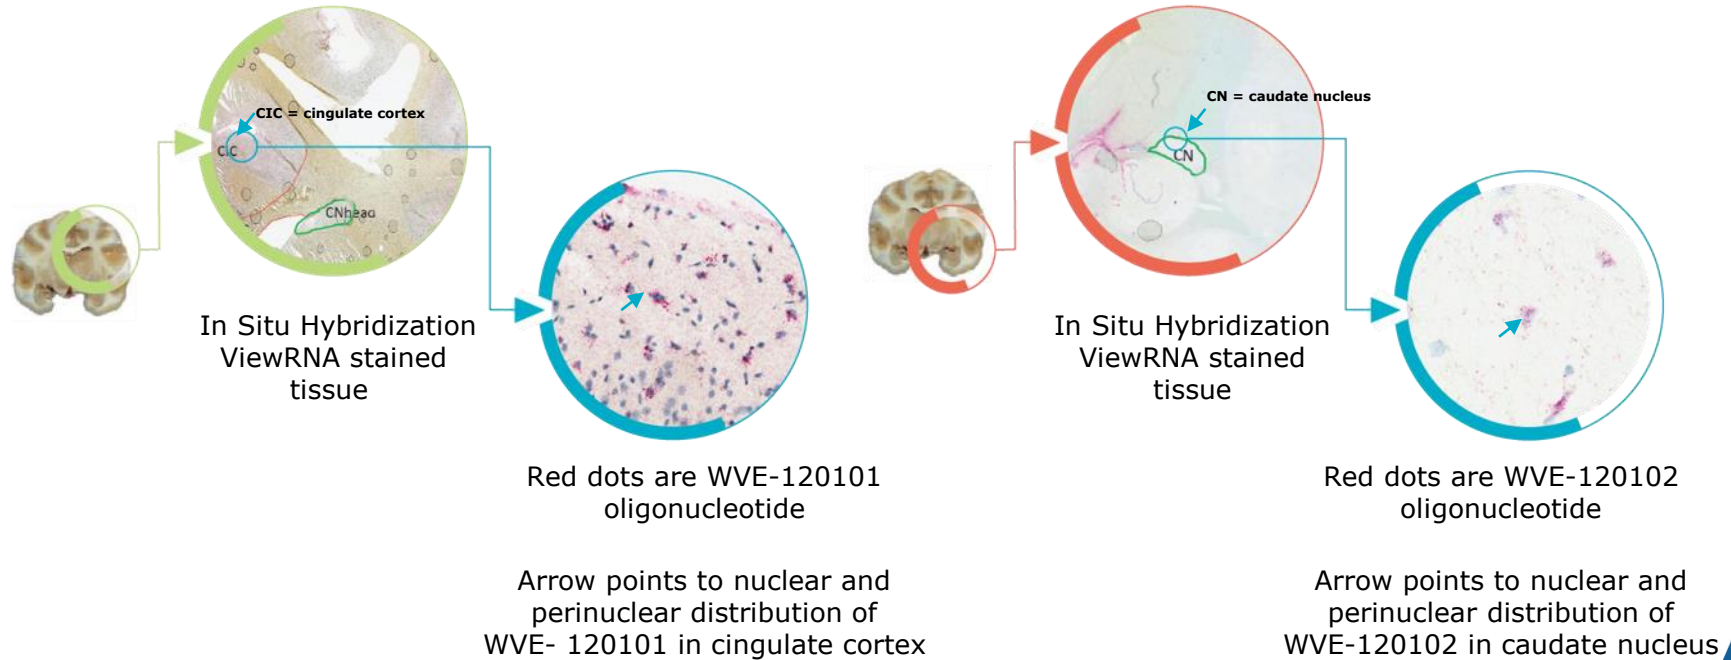 CIC = cingulate cortex
CIC
CNhead
In Situ Hybridization
ViewRNA stained
tissue
Red dots are WVE-120101
oligonucleotide
Arrow points to nuclear and
perinuclear distribution of
WVE- 120101 in cingulate cortex
CN = caudate nucleus
CN
In Situ Hybridization
ViewRNA stained
tissue
Red dots are WVE-120102
oligonucleotide
Arrow points to nuclear and
perinuclear distribution of
WVE-120102 in caudate nucleus